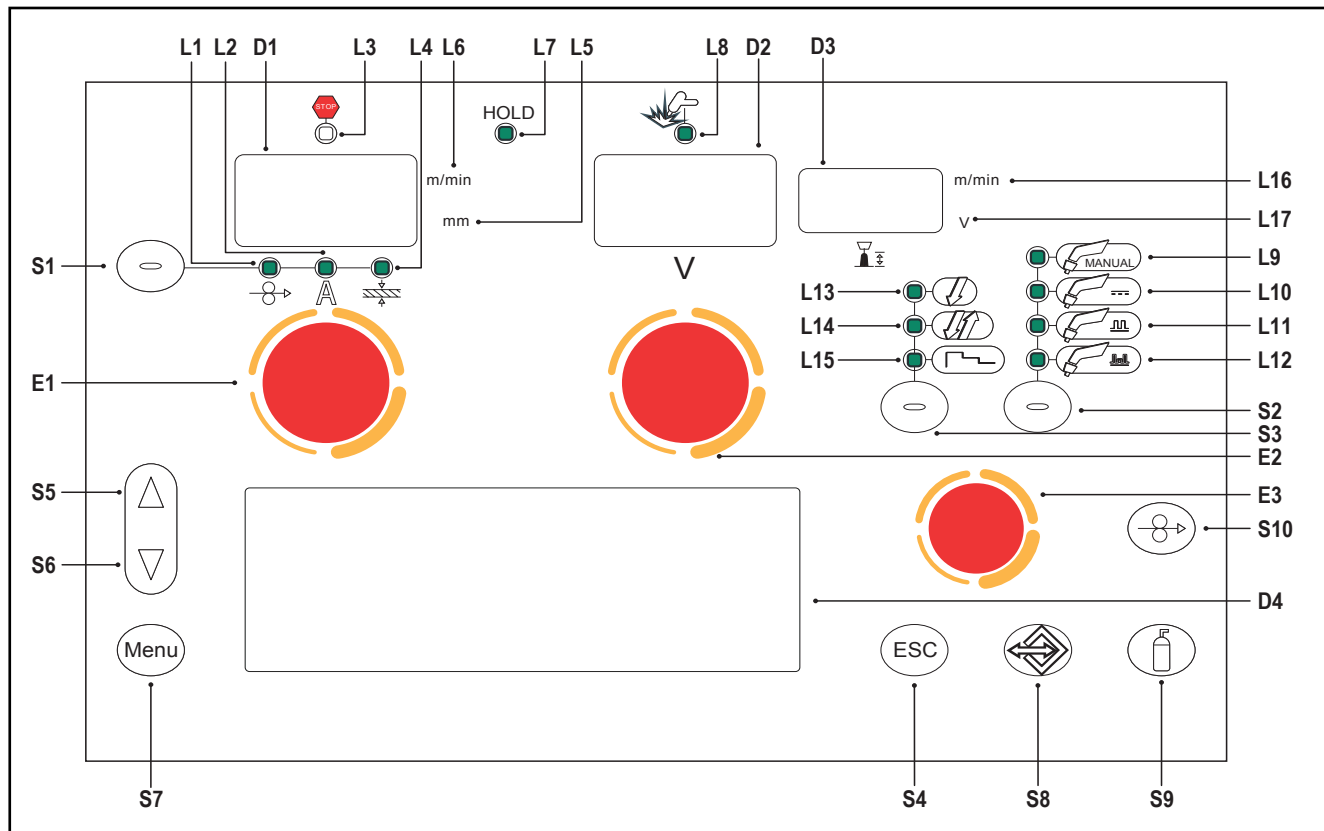 L1 L2 D1 L3 L4 L6 L7 L5 L8 D2 D3
STOP
HOLD
m/min
mm
m/min L16
V L17
S1
A
V
MANUAL L9
L13 L10
L14 L11
L15 L12
E1
S2
S3
E2
S5
E3
S10
S6
D4
Menu
ESC
S7
S4
S8
S9